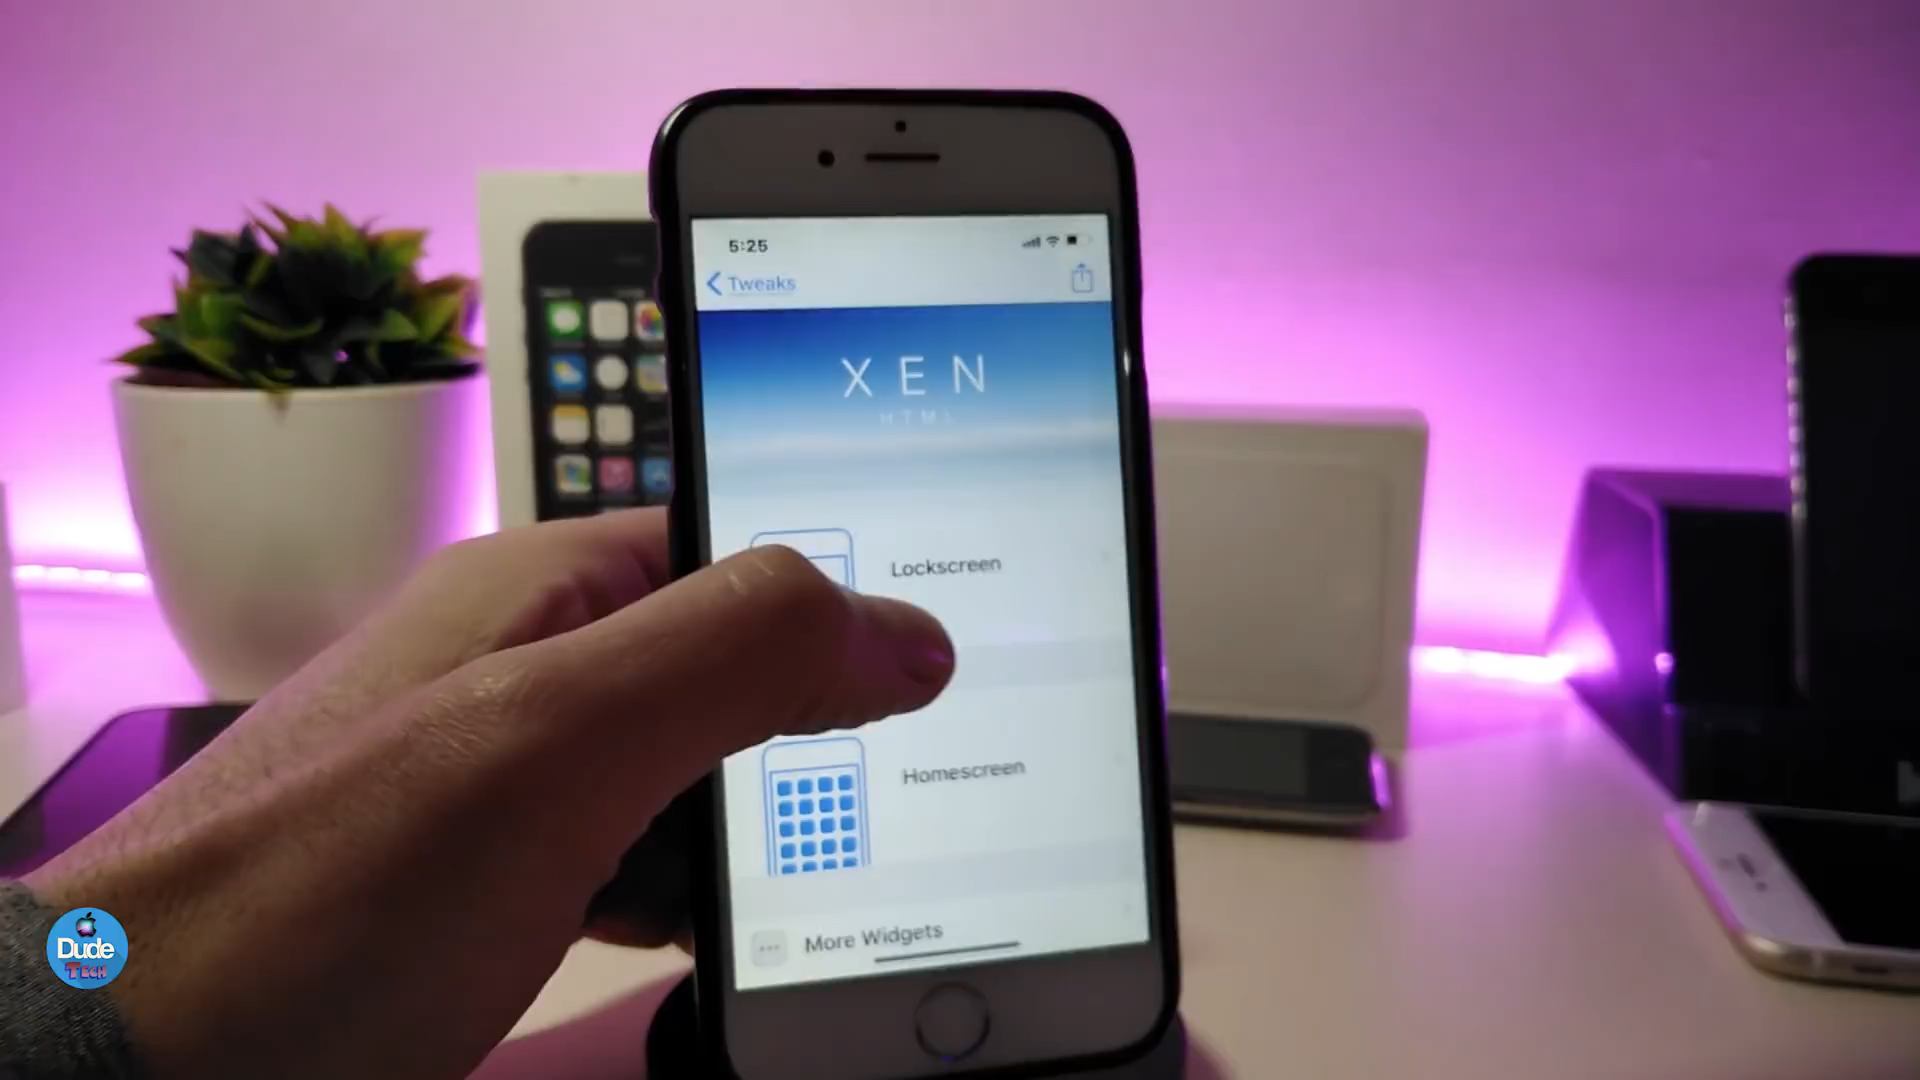 5:25
Tweaks
XEN
HTML
Lockscreen
Homescreen
More Widgets
Dude
TECH